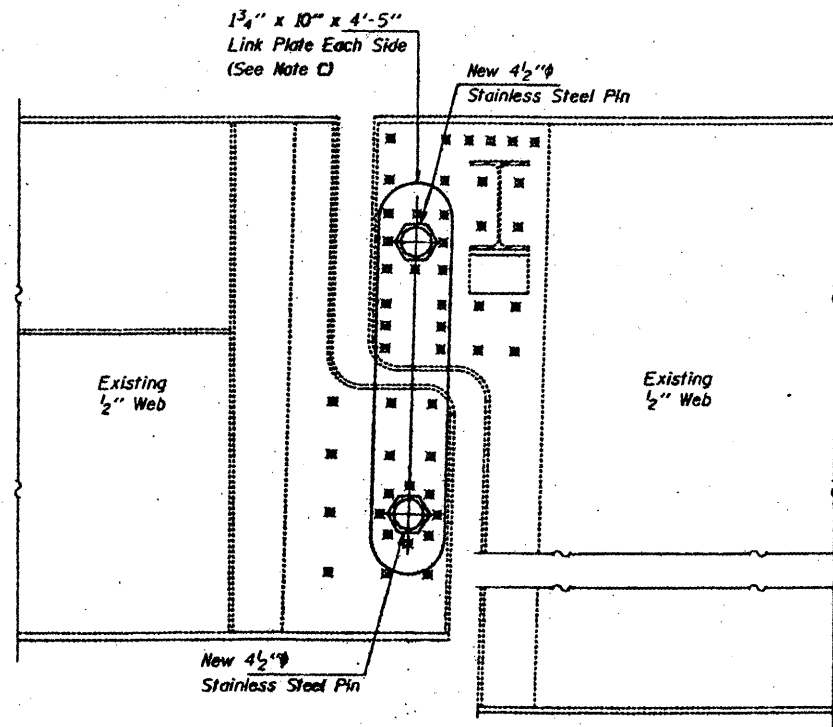 1¾" x 10" x 4'-5"
Link Plate Each Side
(See Note C)
New 4½"φ
Stainless Steel Pin
Existing
½" Web
Existing
½" Web
New 4½"φ
Stainless Steel Pin